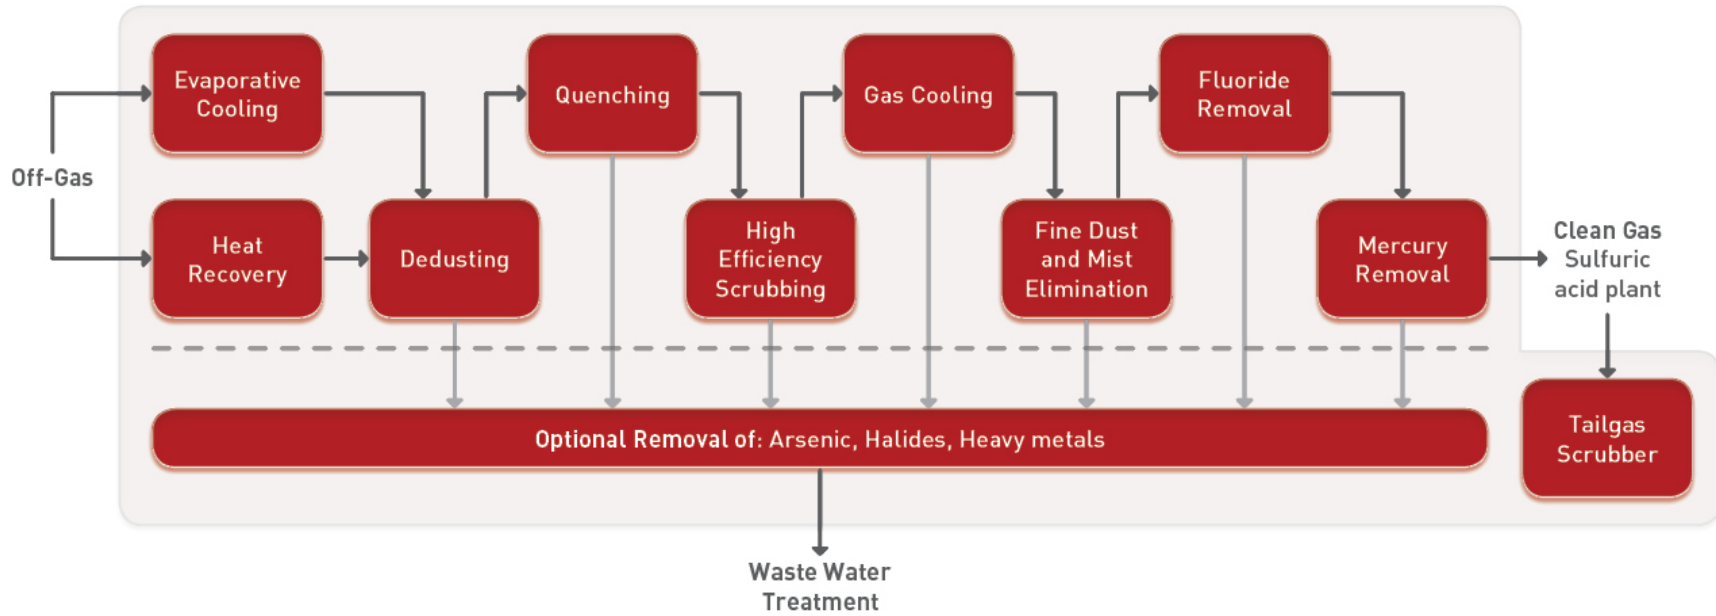 Off-Gas
Evaporative
Cooling
Heat
Recovery
Dedusting
Quenching
High
Efficiency
Scrubbing
Gas Cooling
Fine Dust
and Mist
Elimination
Fluoride
Removal
Mercury
Removal
Clean Gas
Sulfuric
acid plant
Tailgas
Scrubber
Optional Removal of: Arsenic, Halides, Heavy metals
Waste Water
Treatment